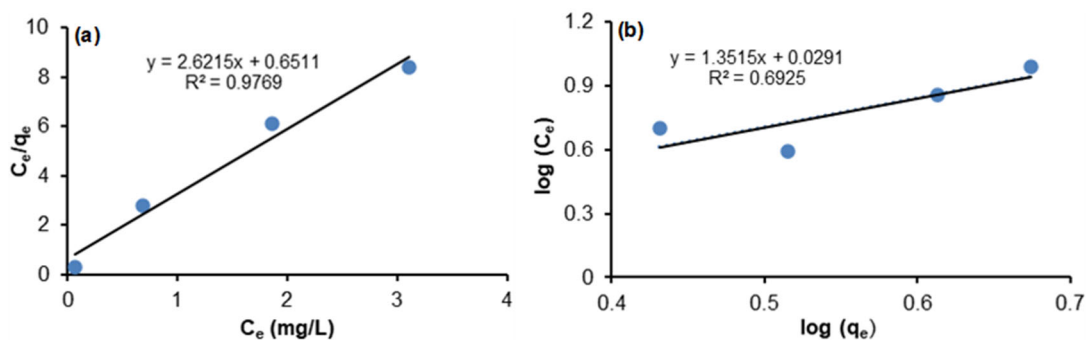 (a)
y = 2.6215x + 0.6511
R² = 0.9769
10
8
6
4
2
0
Cₑ/qₑ
0 1 2 3 4
Cₑ (mg/L)
(b)
y = 1.3515x + 0.0291
R² = 0.6925
1.2
0.9
0.6
0.3
0
log (Cₑ)
0.4 0.5 0.6 0.7
log (qₑ)